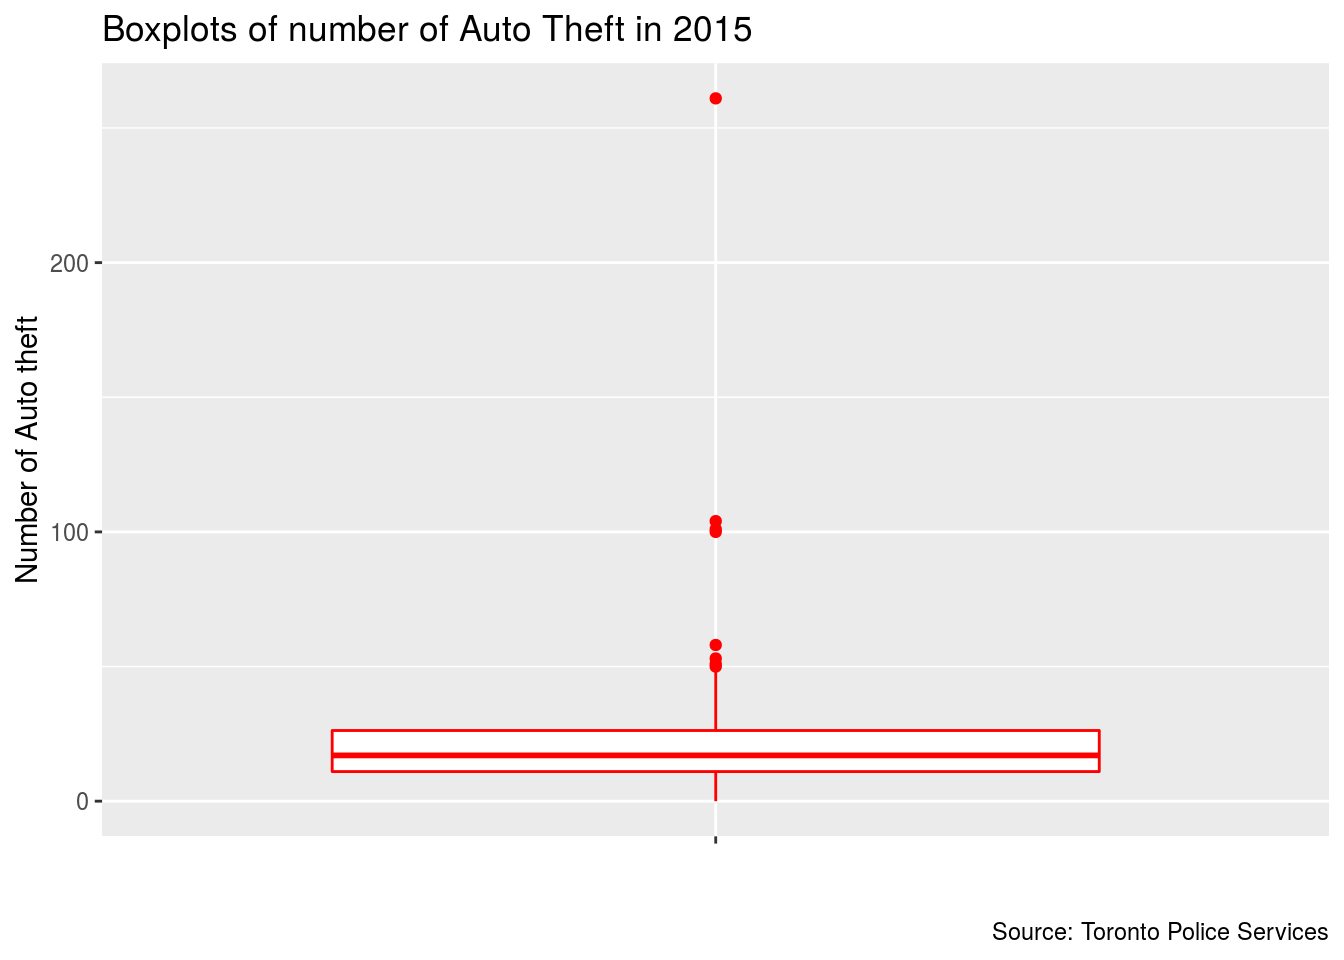 Boxplots of number of Auto Theft in 2015
Number of Auto theft
200
100
0
Source: Toronto Police Services